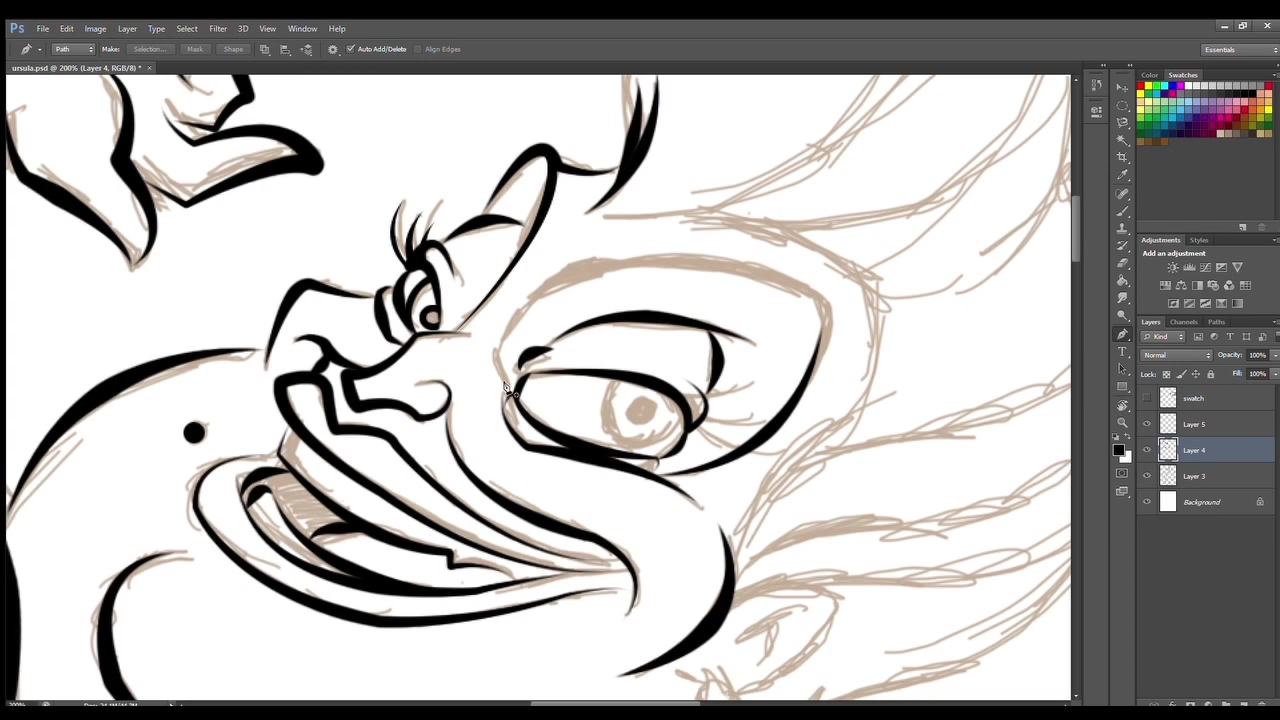 Ps File Edit Image Layer Type Select Filter 3D View Window Help
Path Make: Selection... Mask Shape Auto Add/Delete Align Edges Essentials
ursula.psd @ 200% (Layer 4, RGB/8) * ×
Color Swatches
Adjustments Styles
Add an adjustment
Layers Channels Paths
Kind
Normal Opacity: 100%
Lock: Fill: 100%
swatch
Layer 5
Layer 4
Layer 3
Background
200%